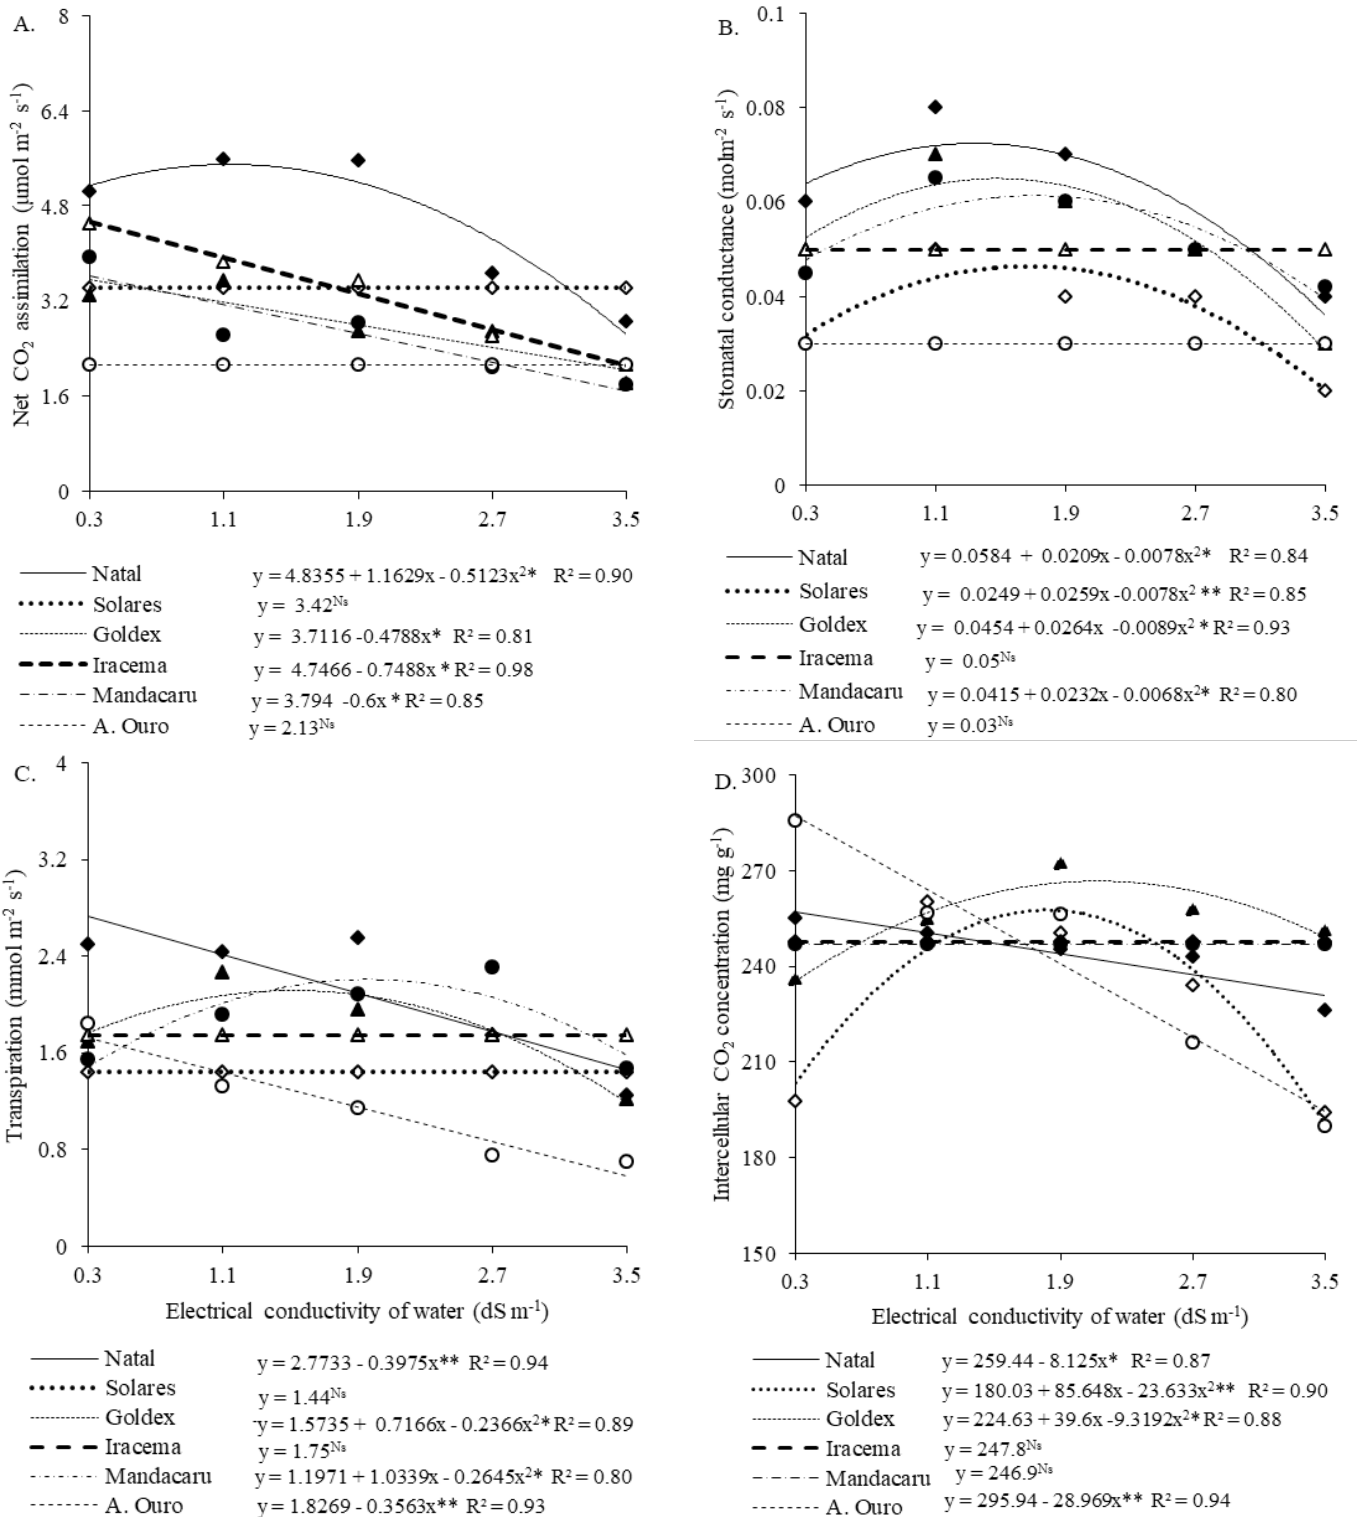 A.
Net CO2 assimilation (µmol m-2 s-1)
8
6.4
4.8
3.2
1.6
0
0.3 1.1 1.9 2.7 3.5
Natal y = 4.8355 + 1.1629x - 0.5123x2* R² = 0.90
Solares y = 3.42Ns
Goldex y = 3.7116 -0.4788x* R² = 0.81
Iracema y = 4.7466 - 0.7488x * R² = 0.98
Mandacaru y = 3.794 -0.6x * R² = 0.85
A. Ouro y = 2.13Ns
B.
Stomatal conductance (molm-2 s-1)
0.1
0.08
0.06
0.04
0.02
0
0.3 1.1 1.9 2.7 3.5
Natal y = 0.0584 + 0.0209x - 0.0078x2* R² = 0.84
Solares y = 0.0249 + 0.0259x -0.0078x2 ** R² = 0.85
Goldex y = 0.0454 + 0.0264x -0.0089x2 * R² = 0.93
Iracema y = 0.05Ns
Mandacaru y = 0.0415 + 0.0232x - 0.0068x2* R² = 0.80
A. Ouro y = 0.03Ns
C.
Transpiration (mmol m-2 s-1)
4
3.2
2.4
1.6
0.8
0
0.3 1.1 1.9 2.7 3.5
Electrical conductivity of water (dS m-1)
Natal y = 2.7733 - 0.3975x** R² = 0.94
Solares y = 1.44Ns
Goldex y = 1.5735 + 0.7166x - 0.2366x2* R² = 0.89
Iracema y = 1.75Ns
Mandacaru y = 1.1971 + 1.0339x - 0.2645x2* R² = 0.80
A. Ouro y = 1.8269 - 0.3563x** R² = 0.93
D.
Intercellular CO2 concentration (mg g-1)
300
270
240
210
180
150
0.3 1.1 1.9 2.7 3.5
Electrical conductivity of water (dS m-1)
Natal y = 259.44 - 8.125x* R² = 0.87
Solares y = 180.03 + 85.648x - 23.633x2** R² = 0.90
Goldex y = 224.63 + 39.6x -9.3192x2* R² = 0.88
Iracema y = 247.8Ns
Mandacaru y = 246.9Ns
A. Ouro y = 295.94 - 28.969x** R² = 0.94